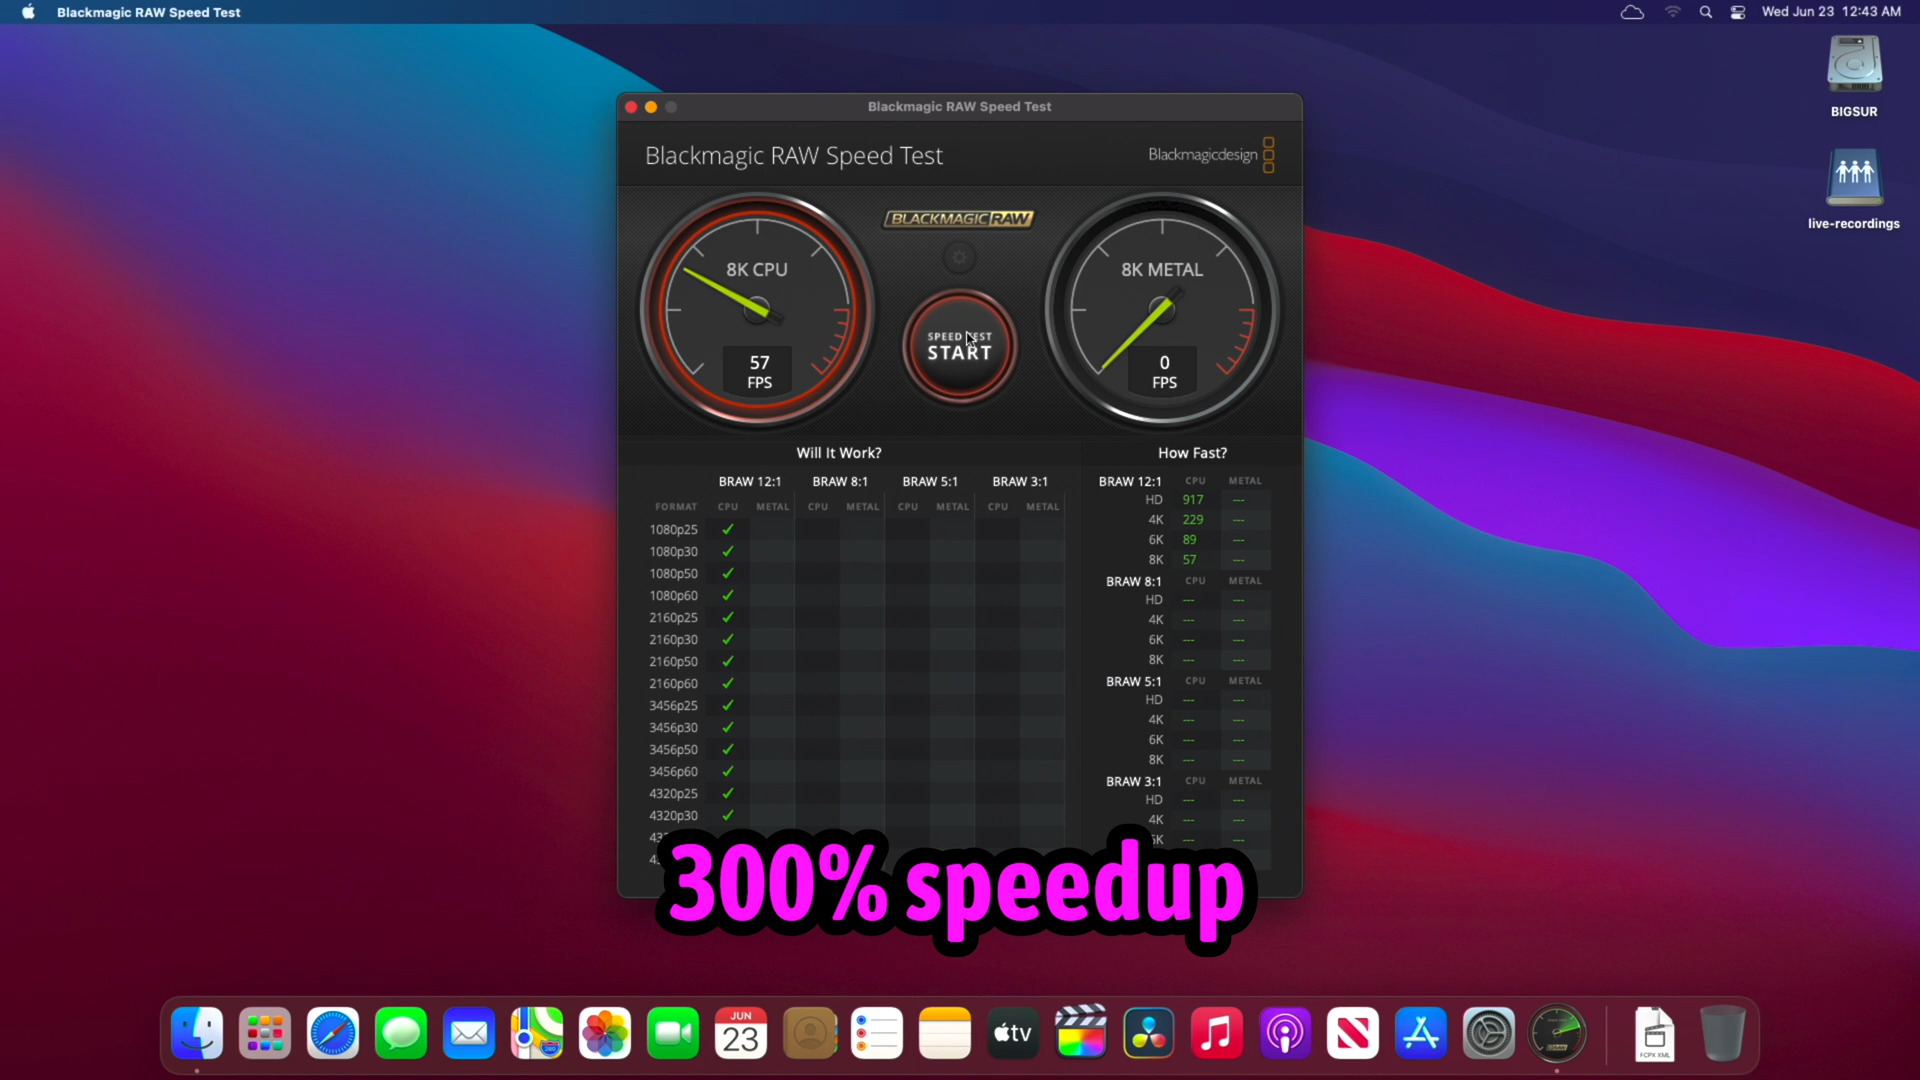 Blackmagic RAW Speed Test
Wed Jun 23 12:43 AM
BIGSUR
live-recordings
Blackmagic RAW Speed Test
Blackmagic RAW Speed Test
Blackmagicdesign
BLACKMAGIC RAW
8K CPU
57
FPS
START
8K METAL
0
FPS
Will It Work?
BRAW 12:1 BRAW 8:1 BRAW 5:1 BRAW 3:1
FORMAT CPU METAL CPU METAL CPU METAL CPU METAL
1080p25 ✓
1080p30 ✓
1080p50 ✓
1080p60 ✓
2160p25 ✓
2160p30 ✓
2160p50 ✓
2160p60 ✓
3456p25 ✓
3456p30 ✓
3456p50 ✓
3456p60 ✓
4320p25 ✓
4320p30 ✓
How Fast?
BRAW 12:1 CPU METAL
HD 917 ---
4K 229 ---
6K 89 ---
8K 57 ---
BRAW 8:1 CPU METAL
HD --- ---
4K --- ---
6K --- ---
8K --- ---
BRAW 5:1 CPU METAL
HD --- ---
4K --- ---
6K --- ---
8K --- ---
BRAW 3:1 CPU METAL
HD --- ---
4K --- ---
300% speedup
JUN
23
tv
FCPX XML